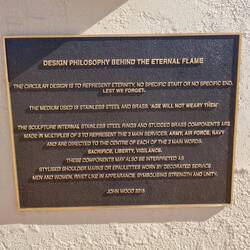 DESIGN PHILOSOPHY BEHIND THE ETERNAL FLAME
THE CIRCULAR DESIGN IS TO REPRESENT ETERNITY, NO SPECIFIC START OR NO SPECIFIC END.
LEST WE FORGET.
THE MEDIUM USED IS STAINLESS STEEL AND BRASS. 'AGE WILL NOT WEARY THEM'
THE SCULPTURE INTERNAL STAINLESS STEEL RINGS AND STUDDED BRASS COMPONENTS ARE
MADE IN MULTIPLES OF 3 TO REPRESENT THE 3 MAIN SERVICES: ARMY, AIR FORCE, NAVY
AND ARE DIRECTED TO THE CENTRE OF EACH OF THE 3 MAIN WORDS:
SACRIFICE, LIBERTY, VIGILANCE.
THESE COMPONENTS MAY ALSO BE INTERPRETED AS
STYLISED SHOULDER MARKS OR EPAULETTES WORN BY DECORATED SERVICE
MEN AND WOMEN, RIVET LIKE IN APPEARANCE, SYMBOLISING STRENGTH AND UNITY.
JOHN WOOD 2015